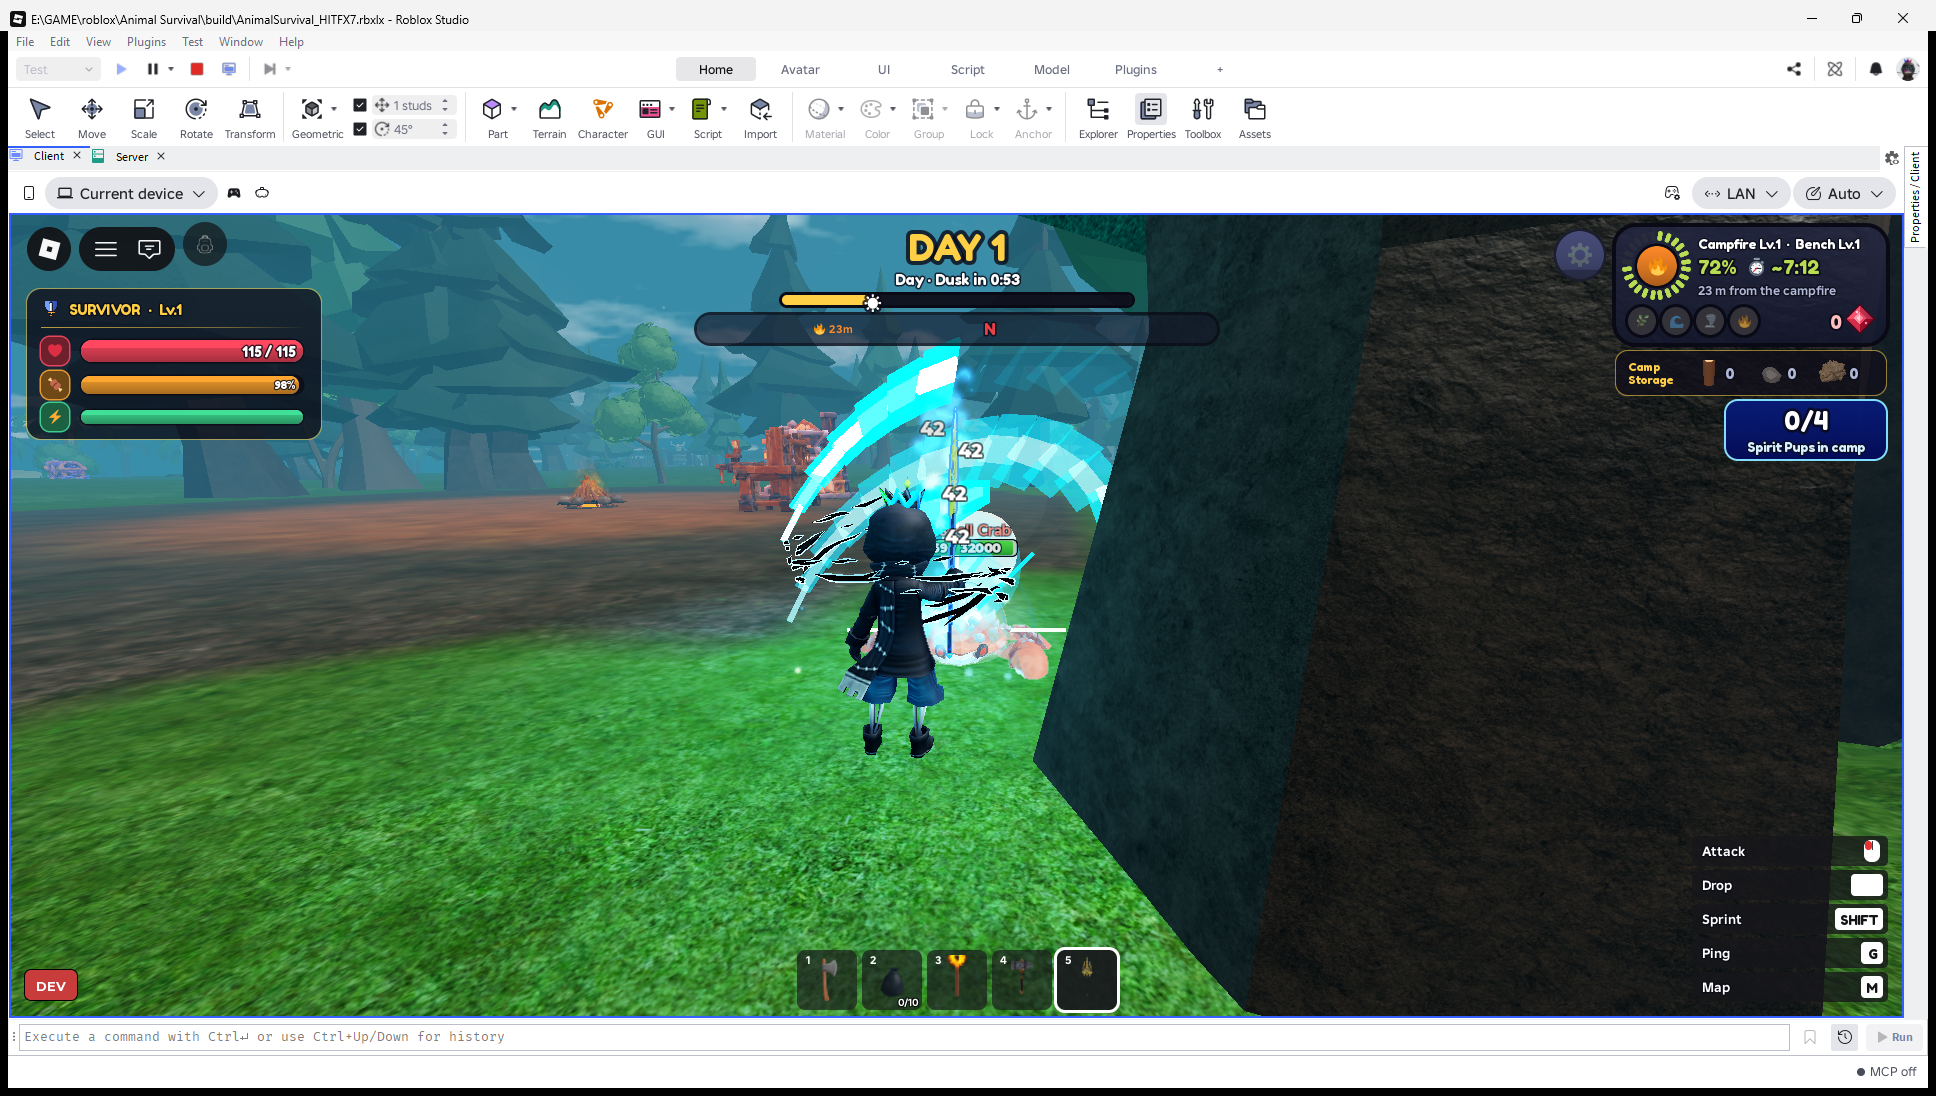 E:\GAME\roblox\Animal Survival\build\AnimalSurvival_HITFX7.rbxlx - Roblox Studio
File Edit View Plugins Test Window Help
Test
Home Avatar UI Script Model Plugins +
1 studs
45°
Select Move Scale Rotate Transform Geometric Part Terrain Character GUI Script Import Material Color Group Lock Anchor Explorer Properties Toolbox Assets
Client Server
Properties / Client
Current device
LAN Auto
DAY 1
Day · Dusk in 0:53
23m N
SURVIVOR · Lv.1
115 / 115
98%
Campfire Lv.1 · Bench Lv.1
72% ~7:12
23 m from the campfire
0
Camp Storage 0 0 0
0/4
Spirit Pups in camp
42
42
42
42
Crab
32000
Attack
Drop
Sprint SHIFT
Ping G
Map M
DEV
1 2 3 4 5
0/10
Execute a command with Ctrl↵ or use Ctrl+Up/Down for history
Run
MCP off